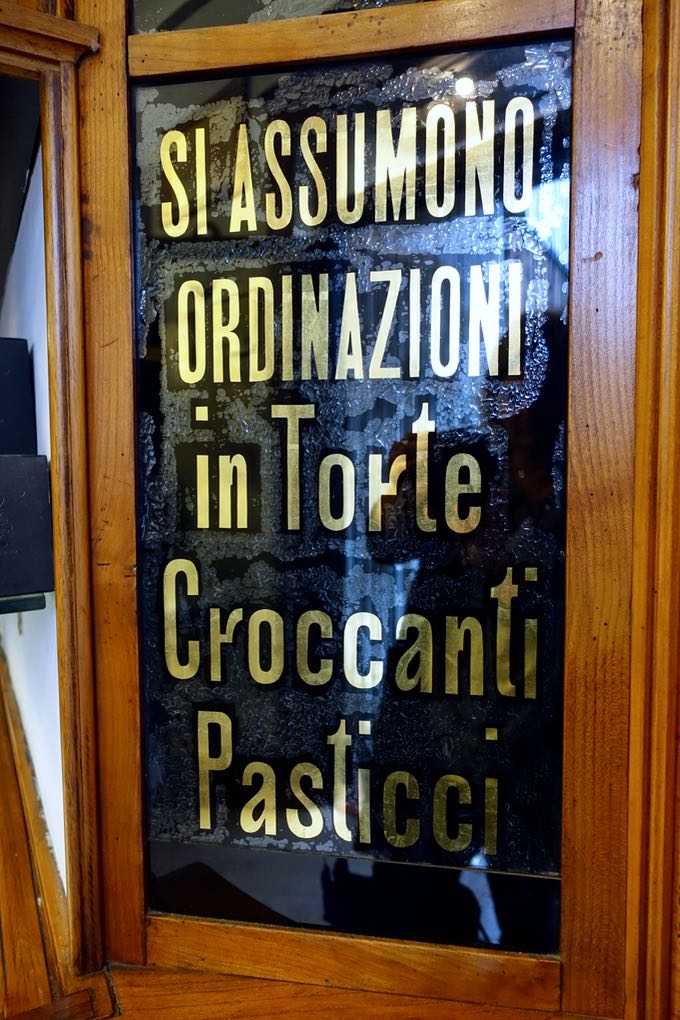 SI ASSUMONO
ORDINAZIONI
in Torte
Croccanti
Pasticci